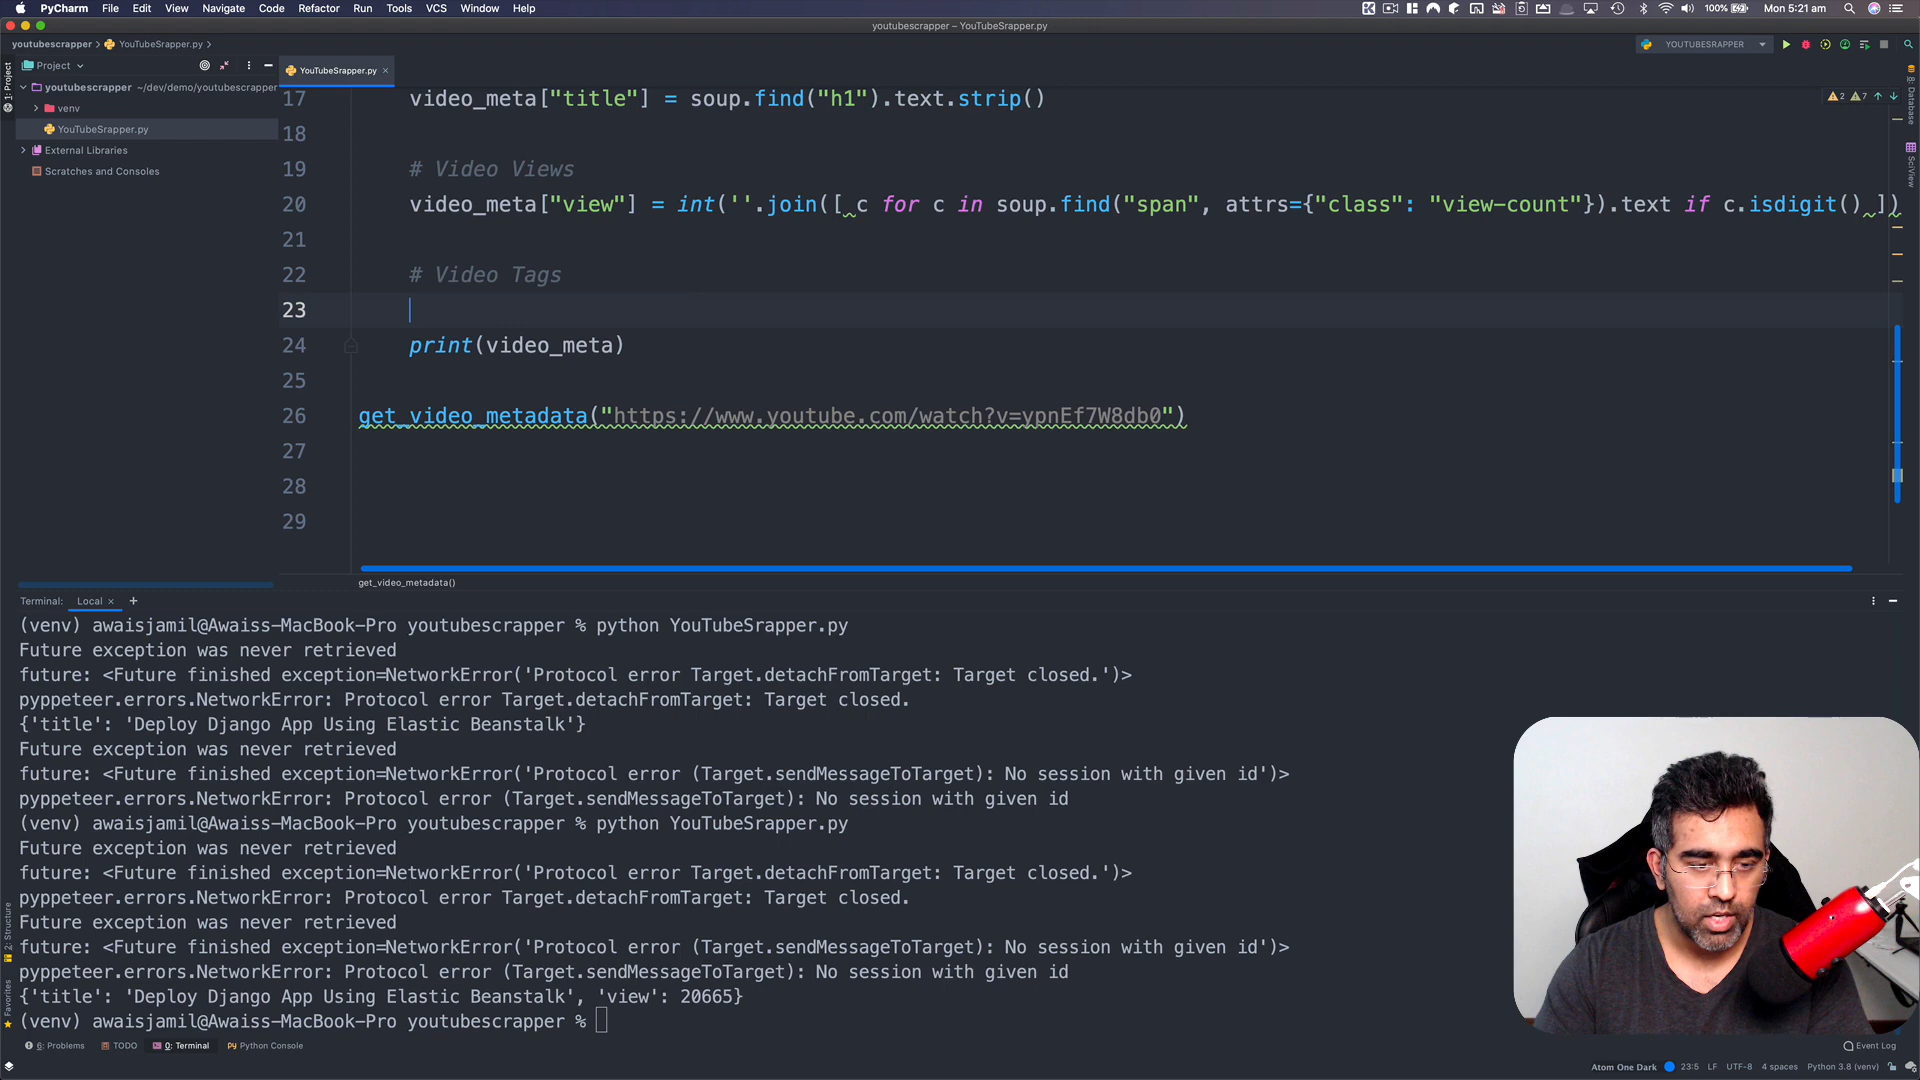 PyCharm File Edit View Navigate Code Refactor Run Tools VCS Window Help
100% Mon 5:21 am
youtubescrapper – YouTubeSrapper.py
youtubescrapper YouTubeSrapper.py
YOUTUBESRAPPER
Project
YouTubeSrapper.py
1: Project
youtubescrapper ~/dev/demo/youtubescrapper
venv
YouTubeSrapper.py
External Libraries
Scratches and Consoles
2 7
Database
SciView
17 video_meta["title"] = soup.find("h1").text.strip()
18
19 # Video Views
20 video_meta["view"] = int(''.join([ c for c in soup.find("span", attrs={"class": "view-count"}).text if c.isdigit() ])
21
22 # Video Tags
23
24 print(video_meta)
25
26 get_video_metadata("https://www.youtube.com/watch?v=ypnEf7W8db0")
27
28
29
get_video_metadata()
Terminal: Local × +
(venv) awaisjamil@Awaiss-MacBook-Pro youtubescrapper % python YouTubeSrapper.py
Future exception was never retrieved
future: <Future finished exception=NetworkError('Protocol error Target.detachFromTarget: Target closed.')>
pyppeteer.errors.NetworkError: Protocol error Target.detachFromTarget: Target closed.
{'title': 'Deploy Django App Using Elastic Beanstalk'}
Future exception was never retrieved
future: <Future finished exception=NetworkError('Protocol error (Target.sendMessageToTarget): No session with given id')>
pyppeteer.errors.NetworkError: Protocol error (Target.sendMessageToTarget): No session with given id
(venv) awaisjamil@Awaiss-MacBook-Pro youtubescrapper % python YouTubeSrapper.py
Future exception was never retrieved
future: <Future finished exception=NetworkError('Protocol error Target.detachFromTarget: Target closed.')>
pyppeteer.errors.NetworkError: Protocol error Target.detachFromTarget: Target closed.
Future exception was never retrieved
future: <Future finished exception=NetworkError('Protocol error (Target.sendMessageToTarget): No session with given id')>
pyppeteer.errors.NetworkError: Protocol error (Target.sendMessageToTarget): No session with given id
{'title': 'Deploy Django App Using Elastic Beanstalk', 'view': 20665}
(venv) awaisjamil@Awaiss-MacBook-Pro youtubescrapper %
Z: Structure
Favorites
6: Problems TODO 0: Terminal Python Console
Event Log
Atom One Dark 23:5 LF UTF-8 4 spaces Python 3.8 (venv)